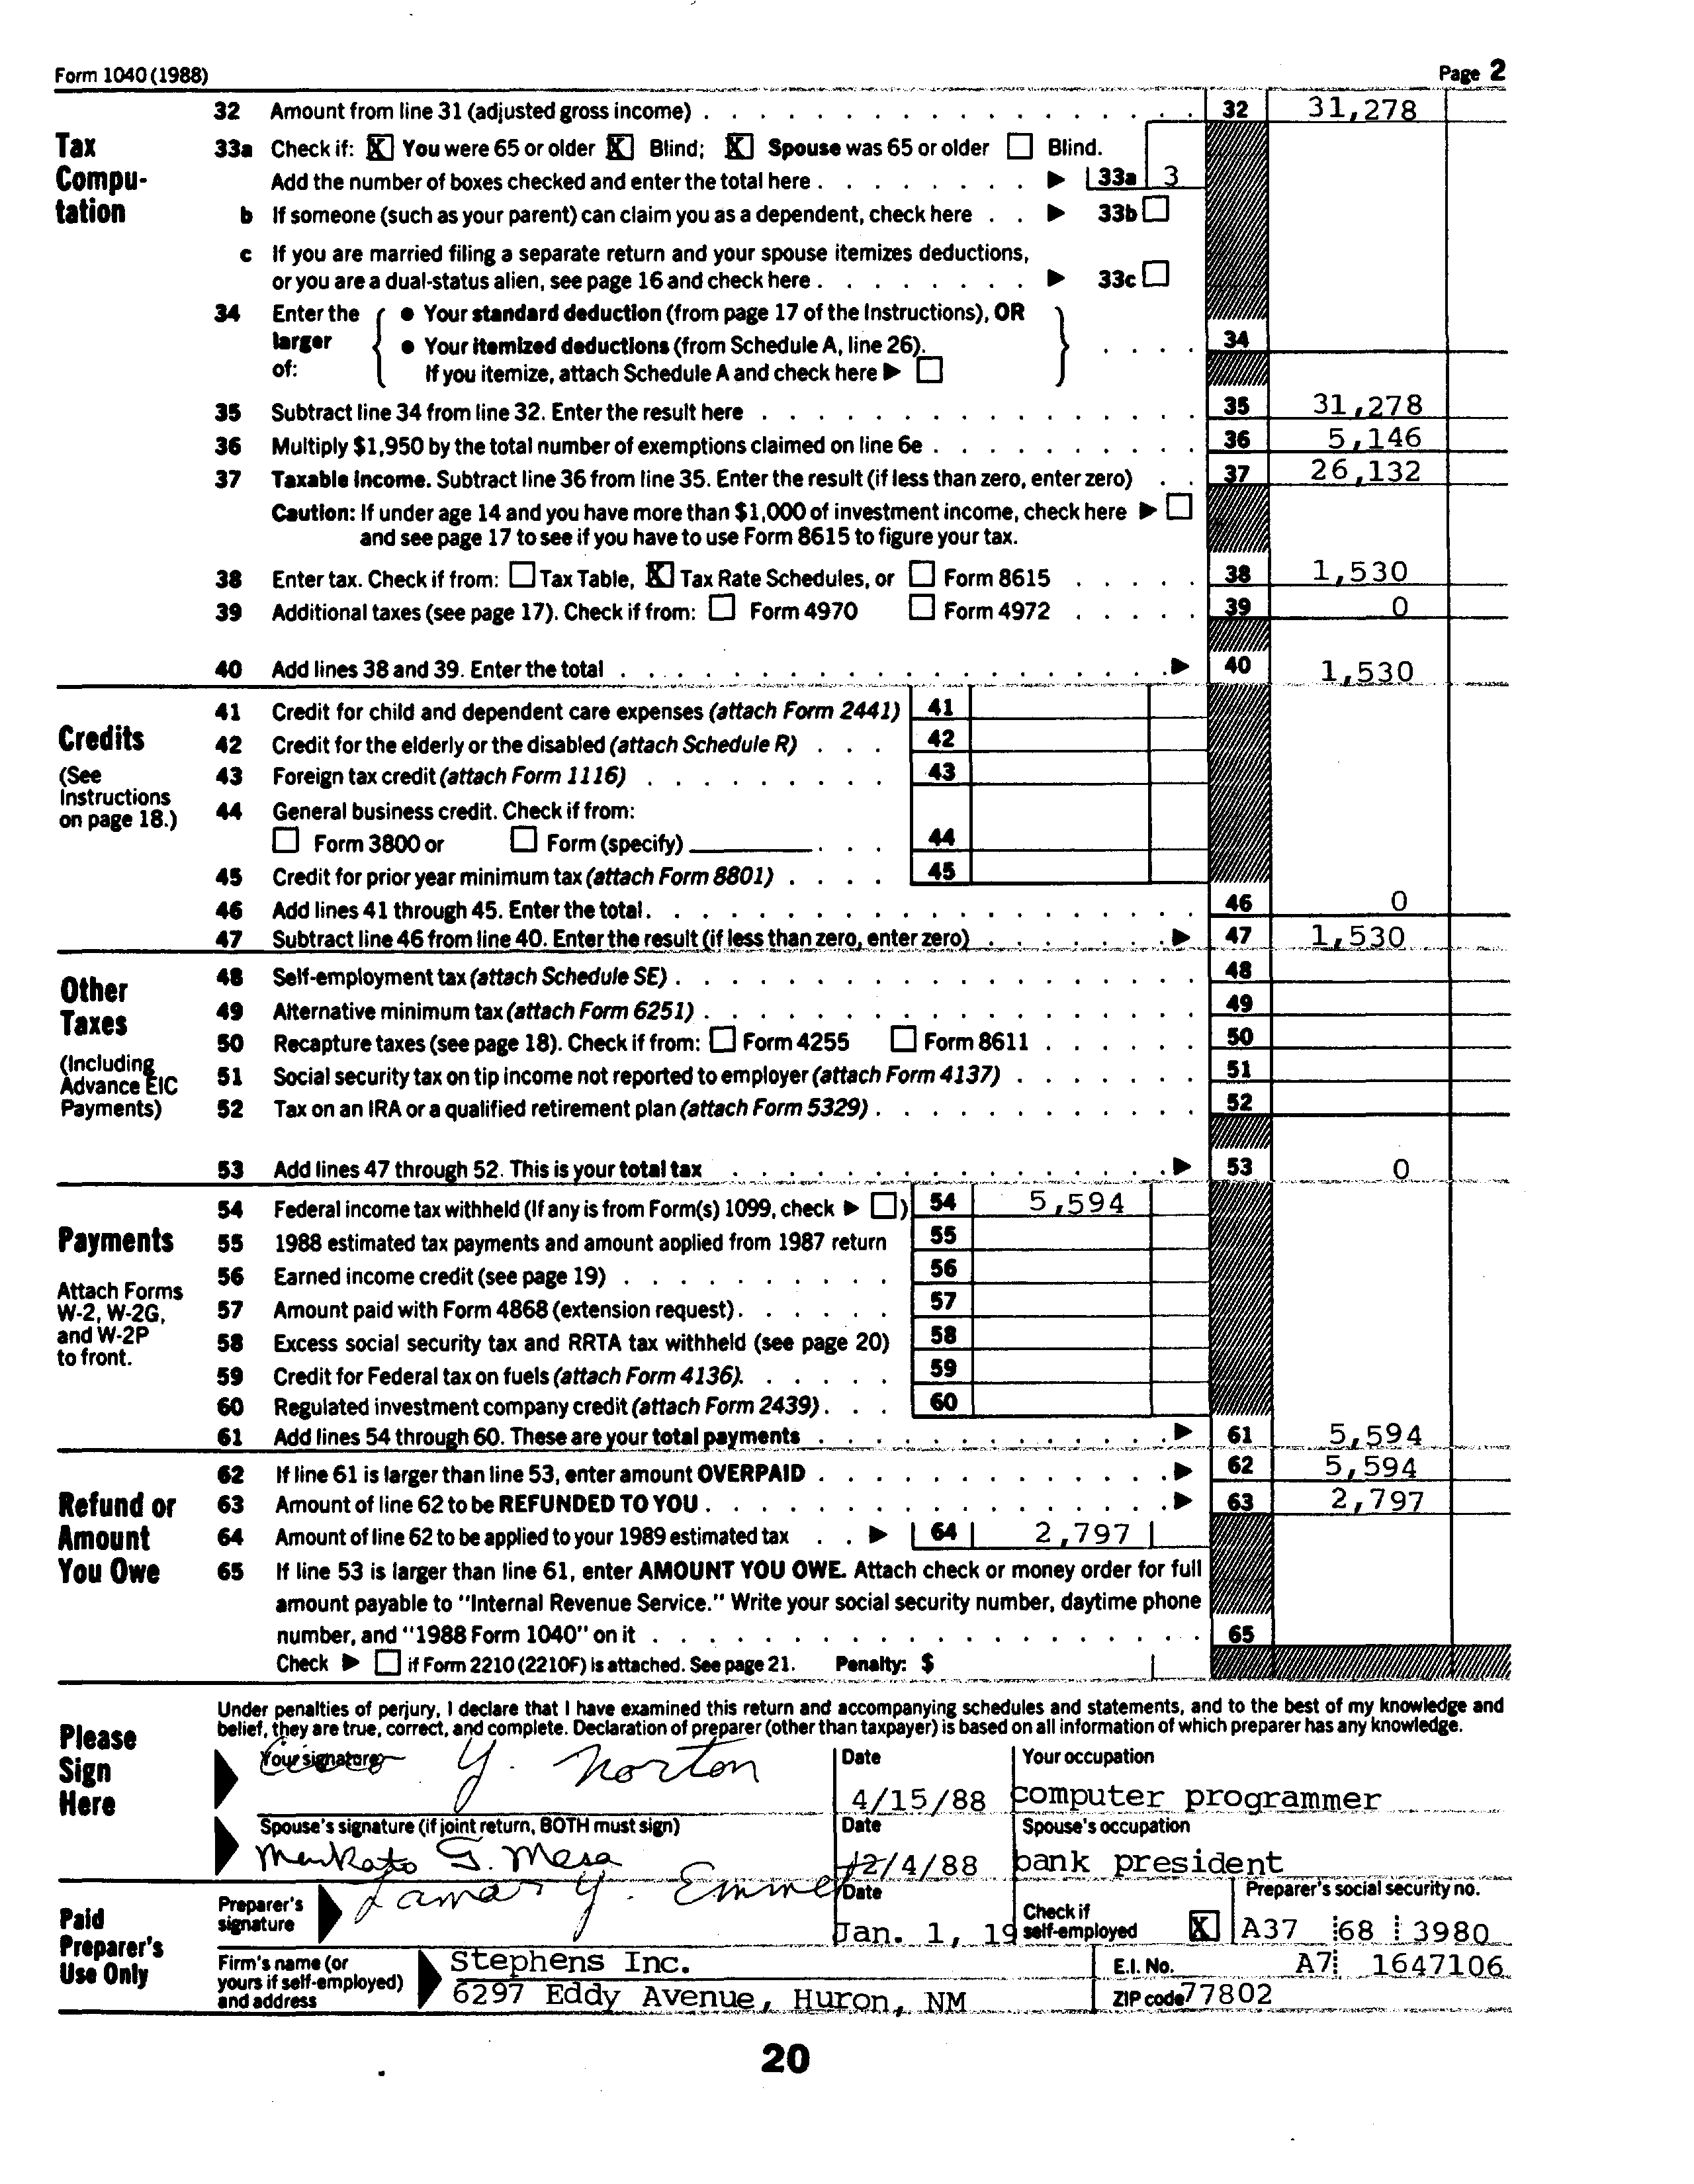 Form 1040 (1988) Page 2
32 Amount from line 31 (adjusted gross income) . . . . 32 31,278
Tax Compu-tation
33a Check if: X You were 65 or older X Blind; X Spouse was 65 or older Blind.
Add the number of boxes checked and enter the total here . . . . 33a 3
b If someone (such as your parent) can claim you as a dependent, check here . . 33b
c If you are married filing a separate return and your spouse itemizes deductions,
or you are a dual-status alien, see page 16 and check here . . . . 33c
34 Enter the larger of: • Your standard deduction (from page 17 of the Instructions), OR
• Your itemized deductions (from Schedule A, line 26). . . . . 34
If you itemize, attach Schedule A and check here
35 Subtract line 34 from line 32. Enter the result here . . . . 35 31,278
36 Multiply $1,950 by the total number of exemptions claimed on line 6e . . . . 36 5,146
37 Taxable income. Subtract line 36 from line 35. Enter the result (if less than zero, enter zero) . . 37 26,132
Caution: If under age 14 and you have more than $1,000 of investment income, check here
and see page 17 to see if you have to use Form 8615 to figure your tax.
38 Enter tax. Check if from: Tax Table, X Tax Rate Schedules, or Form 8615 . . . . 38 1,530
39 Additional taxes (see page 17). Check if from: Form 4970 Form 4972 . . . . 39 0
40 Add lines 38 and 39. Enter the total . . . . 40 1,530
Credits
(See Instructions on page 18.)
41 Credit for child and dependent care expenses (attach Form 2441) 41
42 Credit for the elderly or the disabled (attach Schedule R) . . . 42
43 Foreign tax credit (attach Form 1116) . . . . 43
44 General business credit. Check if from:
Form 3800 or Form (specify) . . . 44
45 Credit for prior year minimum tax (attach Form 8801) . . . . 45
46 Add lines 41 through 45. Enter the total . . . . 46 0
47 Subtract line 46 from line 40. Enter the result (if less than zero, enter zero) . . . . 47 1,530
Other Taxes
(Including Advance EIC Payments)
48 Self-employment tax (attach Schedule SE) . . . . 48
49 Alternative minimum tax (attach Form 6251) . . . . 49
50 Recapture taxes (see page 18). Check if from: Form 4255 Form 8611 . . . . 50
51 Social security tax on tip income not reported to employer (attach Form 4137) . . . . 51
52 Tax on an IRA or a qualified retirement plan (attach Form 5329) . . . . 52
53 Add lines 47 through 52. This is your total tax . . . . 53 0
Payments
Attach Forms W-2, W-2G, and W-2P to front.
54 Federal income tax withheld (If any is from Form(s) 1099, check ) 54 5,594
55 1988 estimated tax payments and amount applied from 1987 return 55
56 Earned income credit (see page 19) . . . . 56
57 Amount paid with Form 4868 (extension request) . . . . 57
58 Excess social security tax and RRTA tax withheld (see page 20) 58
59 Credit for Federal tax on fuels (attach Form 4136). . . . . 59
60 Regulated investment company credit (attach Form 2439) . . . 60
61 Add lines 54 through 60. These are your total payments . . . . 61 5,594
Refund or Amount You Owe
62 If line 61 is larger than line 53, enter amount OVERPAID . . . . 62 5,594
63 Amount of line 62 to be REFUNDED TO YOU . . . . 63 2,797
64 Amount of line 62 to be applied to your 1989 estimated tax . . 64 2,797
65 If line 53 is larger than line 61, enter AMOUNT YOU OWE. Attach check or money order for full
amount payable to "Internal Revenue Service." Write your social security number, daytime phone
number, and "1988 Form 1040" on it . . . . 65
Check if Form 2210 (2210F) is attached. See page 21. Penalty: $
Please Sign Here
Under penalties of perjury, I declare that I have examined this return and accompanying schedules and statements, and to the best of my knowledge and
belief, they are true, correct, and complete. Declaration of preparer (other than taxpayer) is based on all information of which preparer has any knowledge.
Your signature Date Your occupation
Y. Norton 4/15/88 computer programmer
Spouse's signature (if joint return, BOTH must sign) Date Spouse's occupation
Mankato G. Mesa 12/4/88 bank president
Paid Preparer's Use Only
Preparer's signature Lamar Y. Emmet Date Jan. 1, 19 Check if self-employed X Preparer's social security no. A37 68 3980
Firm's name (or yours if self-employed) and address Stephens Inc. E.I. No. A7 1647106
6297 Eddy Avenue, Huron, NM ZIP code 77802
20